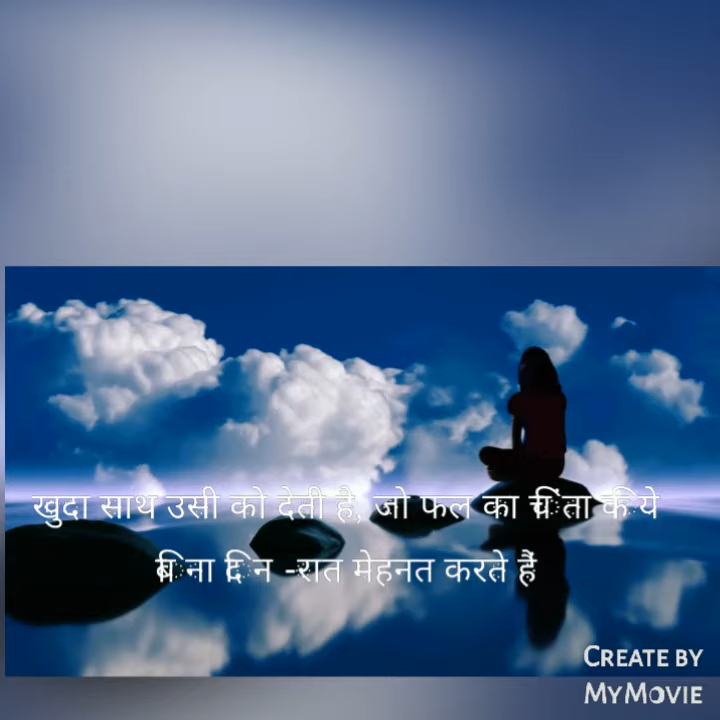 खुदा साथ उसी को देती है, जो फल का चिंता किये
बिना दिन -रात मेहनत करते हैं
CREATE BY
MYMOVIE